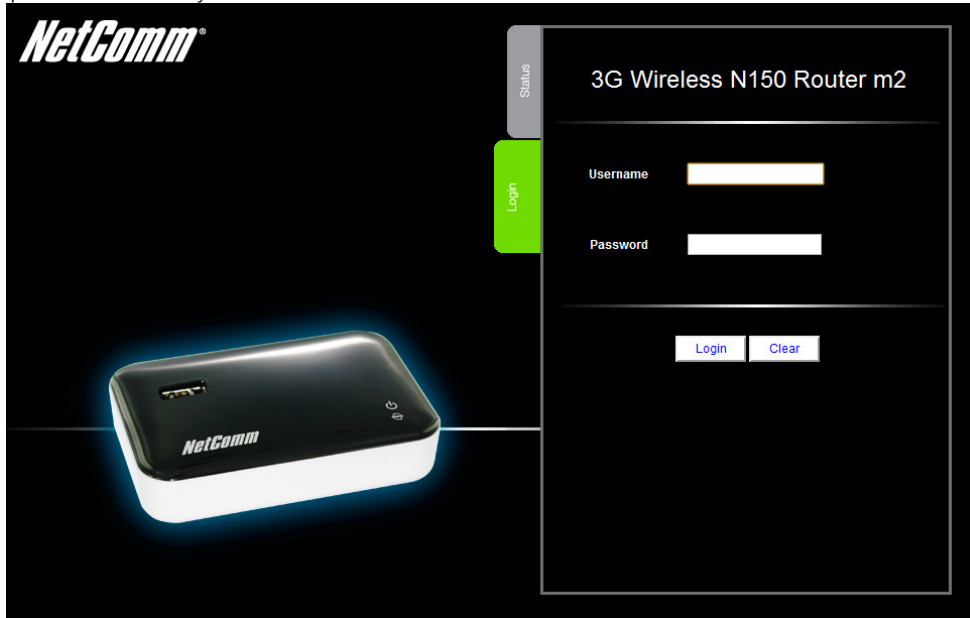 NetComm®
Status
3G Wireless N150 Router m2
Login
Username
Password
Login Clear
NetComm